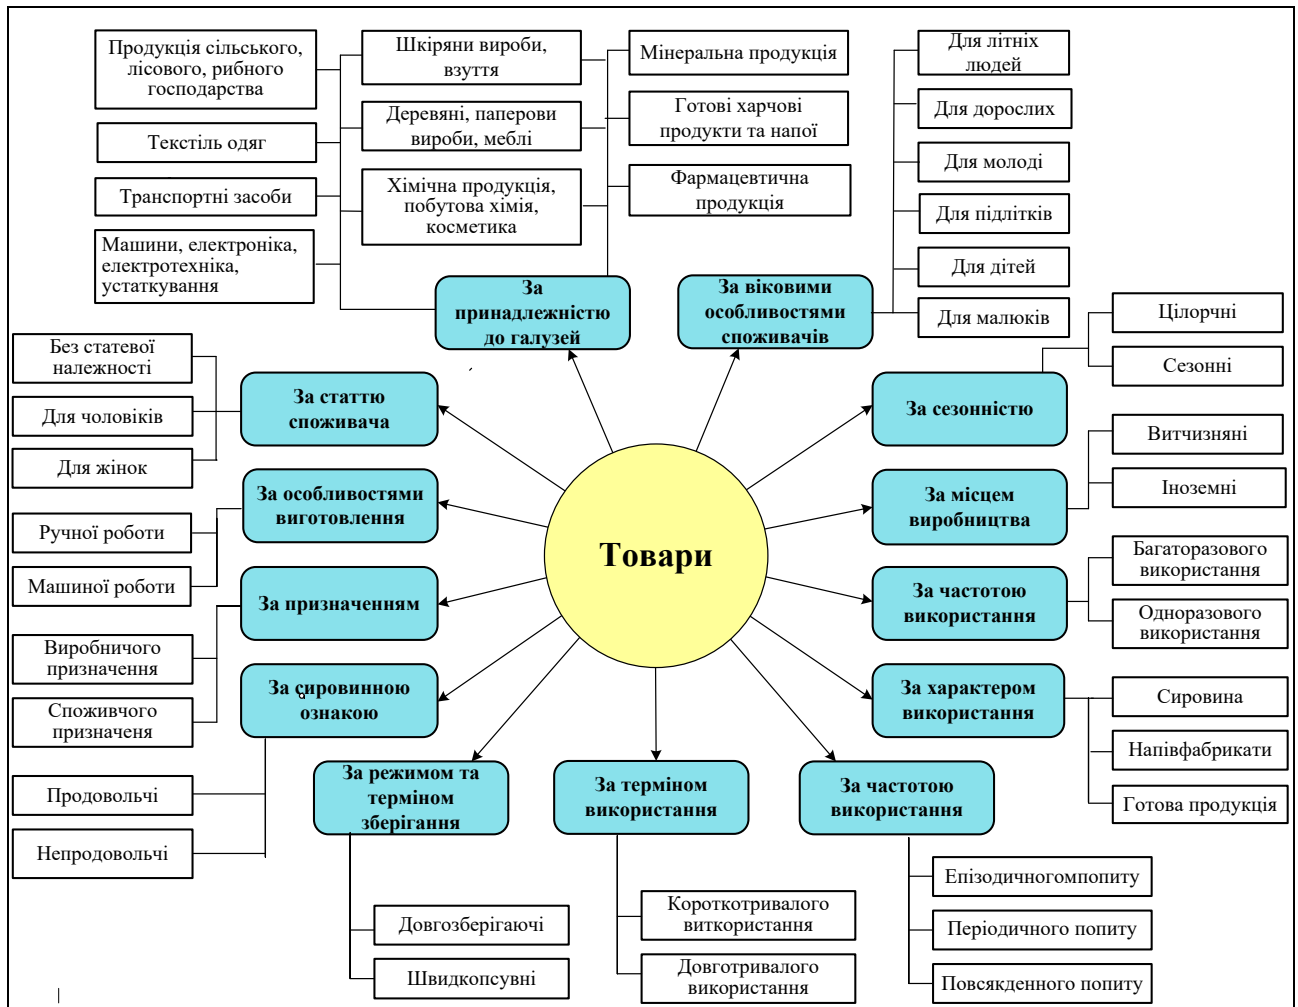 Продукція сільського,
лісового, рибного
господарства
Шкіряни вироби,
взуття
Мінеральна продукція
Для літніх
людей
Текстіль одяг
Деревяні, паперови
вироби, меблі
Готові харчові
продукти та напої
Для дорослих
Транспортні засоби
Хімічна продукція,
побутова хімія,
косметика
Фармацевтична
продукція
Для молоді
Для підлітків
Машини, електроніка,
електротехніка,
устаткування
Для дітей
Для малюків
За
принадлежністю
до галузей
За віковими
особливостями
споживачів
Цілорчні
Сезонні
Без статевої
належності
Для чоловіків
Для жінок
За статтю
споживача
За сезонністю
Витчизняні
Іноземні
За особливостями
виготовлення
За місцем
виробництва
Ручної роботи
Машиної роботи
Товари
За призначенням
За частотою
використання
Багаторазового
використання
Одноразового
використання
Виробничого
призначення
Споживчого
призначеня
За сировинною
ознакою
За характером
використання
Сировина
Напівфабрикати
Готова продукція
Продовольчі
Непродовольчі
За режимом та
терміном
зберігання
За терміном
використання
За частотою
використання
Довгозберігаючі
Швидкопсувні
Короткотривалого
виткористання
Довготривалого
використання
Епізодичногмпопиту
Періодичного попиту
Повсякденного попиту